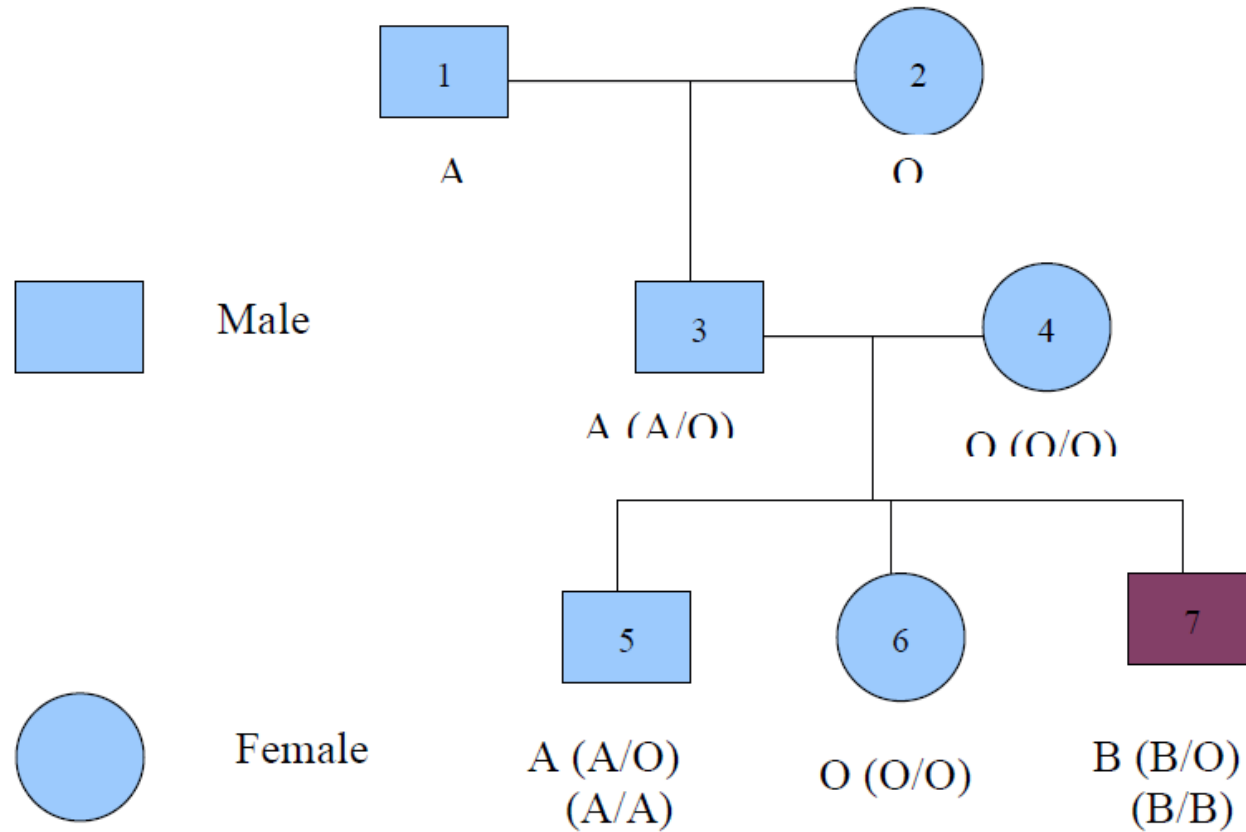 1
2
A
O
Male
3
4
A (A/O)
O (O/O)
5
6
7
Female
A (A/O)
(A/A)
O (O/O)
B (B/O)
(B/B)